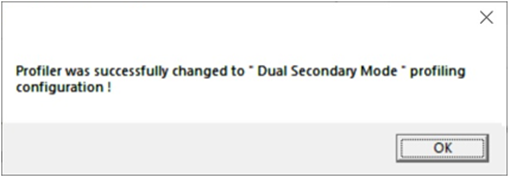 Profiler was successfully changed to " Dual Secondary Mode " profiling
configuration !
OK